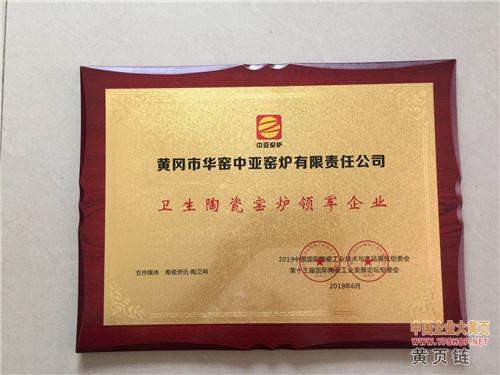 中亚窑炉
黄冈市华窑中亚窑炉有限责任公司
卫生陶瓷窑炉领军企业
2019中国国际陶瓷工业技术与产品展览组委会
支持媒体：陶瓷资讯·陶卫网
第十三届国际陶瓷工业发展论坛组委会
2019年6月
中国企业大黄页
WWW.YPSHOP.NET
黄页链